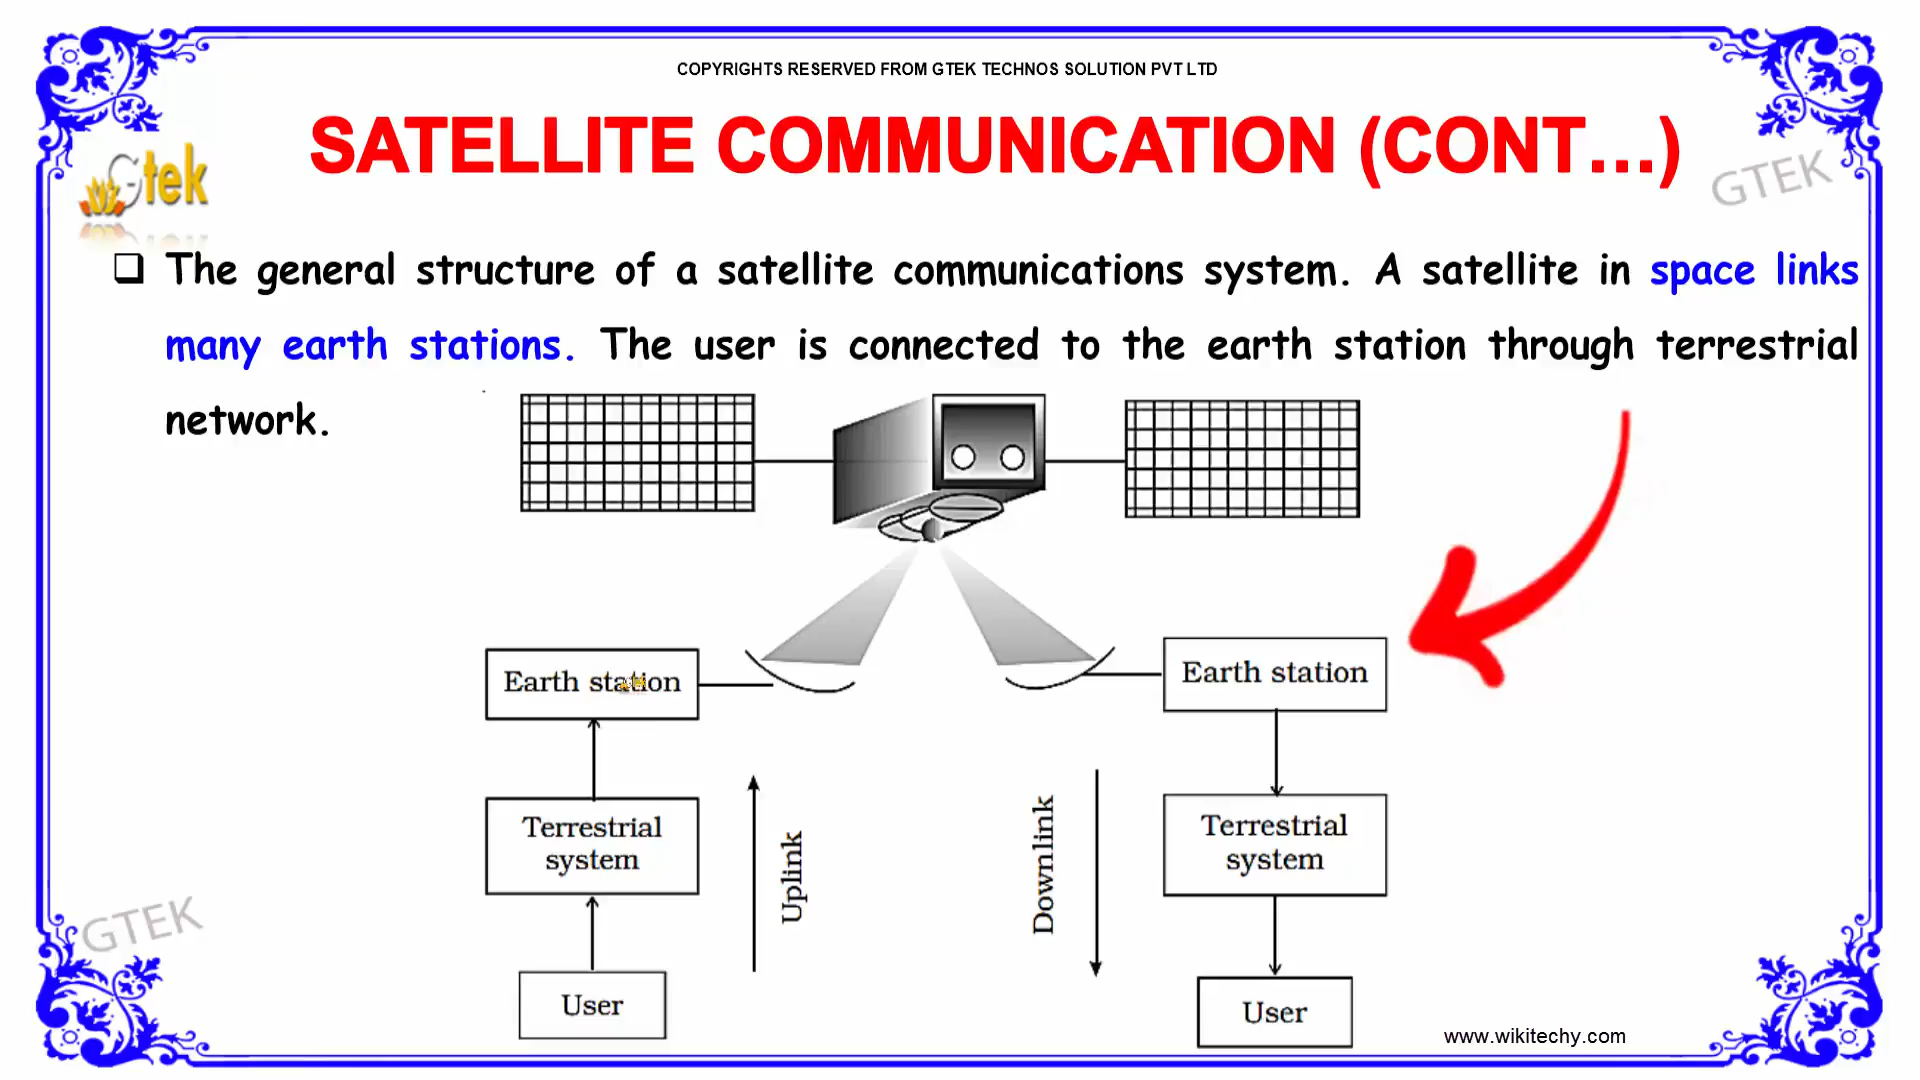 COPYRIGHTS RESERVED FROM GTEK TECHNOS SOLUTION PVT LTD
SATELLITE COMMUNICATION (CONT...)
Gtek
GTEK
The general structure of a satellite communications system. A satellite in space links
many earth stations. The user is connected to the earth station through terrestrial
network.
Earth station
Earth station
Terrestrial
system
Uplink
Downlink
Terrestrial
system
GTEK
User
User
www.wikitechy.com